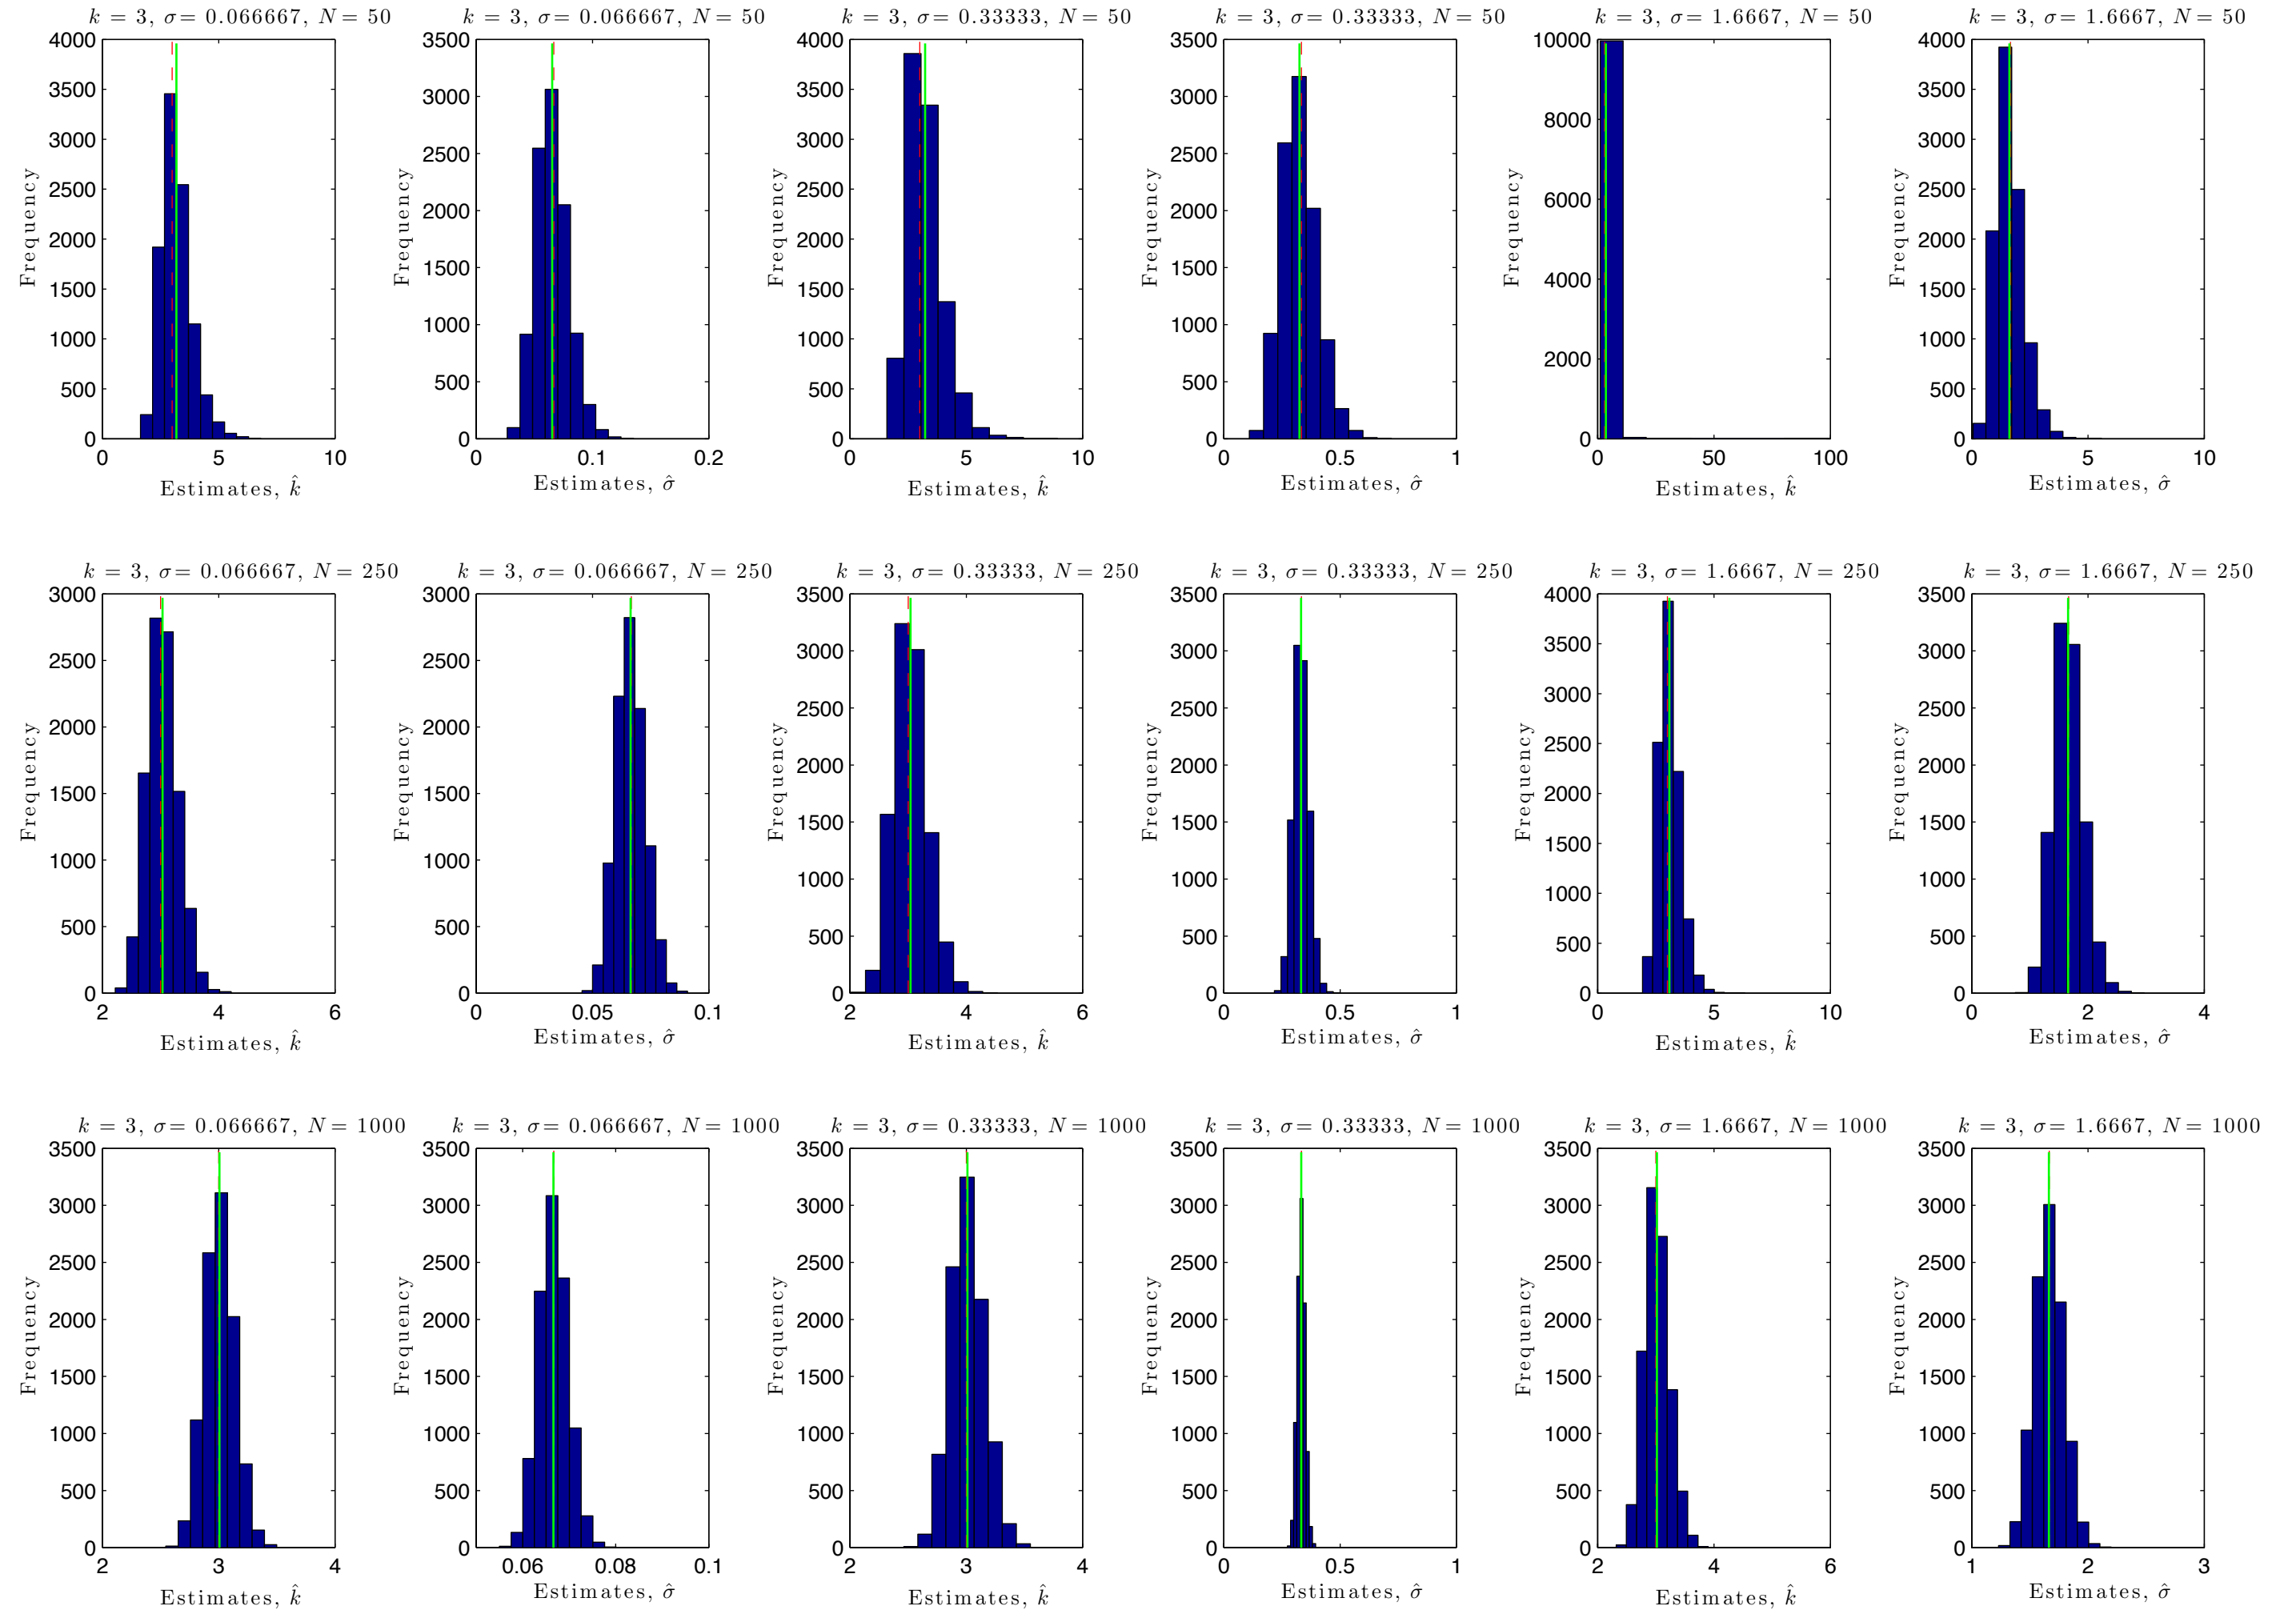 k = 3, σ = 0.066667, N = 50
4000
3500
3000
2500
2000
1500
1000
500
0
Frequency
0 5 10
Estimates, k̂
k = 3, σ = 0.066667, N = 50
3500
3000
2500
2000
1500
1000
500
0
Frequency
0 0.1 0.2
Estimates, σ̂
k = 3, σ = 0.33333, N = 50
4000
3500
3000
2500
2000
1500
1000
500
0
Frequency
0 5 10
Estimates, k̂
k = 3, σ = 0.33333, N = 50
3500
3000
2500
2000
1500
1000
500
0
Frequency
0 0.5 1
Estimates, σ̂
k = 3, σ = 1.6667, N = 50
10000
8000
6000
4000
2000
0
Frequency
0 50 100
Estimates, k̂
k = 3, σ = 1.6667, N = 50
4000
3500
3000
2500
2000
1500
1000
500
0
Frequency
0 5 10
Estimates, σ̂
k = 3, σ = 0.066667, N = 250
3000
2500
2000
1500
1000
500
0
Frequency
2 4 6
Estimates, k̂
k = 3, σ = 0.066667, N = 250
3000
2500
2000
1500
1000
500
0
Frequency
0 0.05 0.1
Estimates, σ̂
k = 3, σ = 0.33333, N = 250
3500
3000
2500
2000
1500
1000
500
0
Frequency
2 4 6
Estimates, k̂
k = 3, σ = 0.33333, N = 250
3500
3000
2500
2000
1500
1000
500
0
Frequency
0 0.5 1
Estimates, σ̂
k = 3, σ = 1.6667, N = 250
4000
3500
3000
2500
2000
1500
1000
500
0
Frequency
0 5 10
Estimates, k̂
k = 3, σ = 1.6667, N = 250
3500
3000
2500
2000
1500
1000
500
0
Frequency
0 2 4
Estimates, σ̂
k = 3, σ = 0.066667, N = 1000
3500
3000
2500
2000
1500
1000
500
0
Frequency
2 3 4
Estimates, k̂
k = 3, σ = 0.066667, N = 1000
3500
3000
2500
2000
1500
1000
500
0
Frequency
0.06 0.08 0.1
Estimates, σ̂
k = 3, σ = 0.33333, N = 1000
3500
3000
2500
2000
1500
1000
500
0
Frequency
2 3 4
Estimates, k̂
k = 3, σ = 0.33333, N = 1000
3500
3000
2500
2000
1500
1000
500
0
Frequency
0 0.5 1
Estimates, σ̂
k = 3, σ = 1.6667, N = 1000
3500
3000
2500
2000
1500
1000
500
0
Frequency
2 4 6
Estimates, k̂
k = 3, σ = 1.6667, N = 1000
3500
3000
2500
2000
1500
1000
500
0
Frequency
1 2 3
Estimates, σ̂